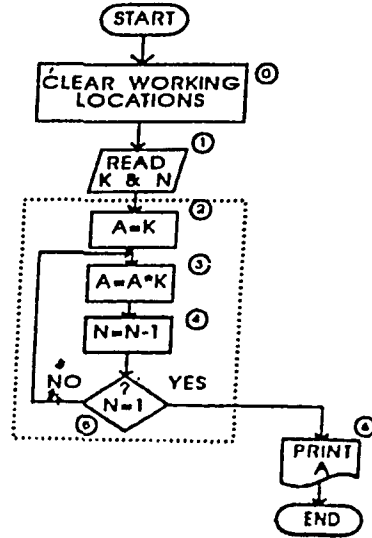 START
CLEAR WORKING
LOCATIONS
0
1
READ
K & N
2
A=K
3
A=A*K
4
N=N-1
NO
?
N=1
YES
5
6
PRINT
A
END